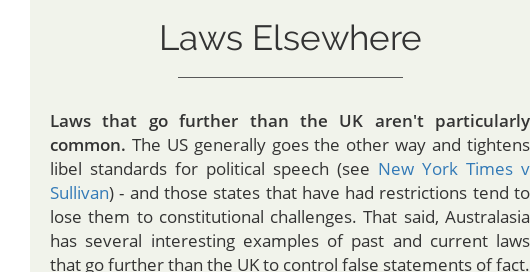 Laws Elsewhere
Laws that go further than the UK aren't particularly
common. The US generally goes the other way and tightens
libel standards for political speech (see New York Times v
Sullivan) - and those states that have had restrictions tend to
lose them to constitutional challenges. That said, Australasia
has several interesting examples of past and current laws
that go further than the UK to control false statements of fact.